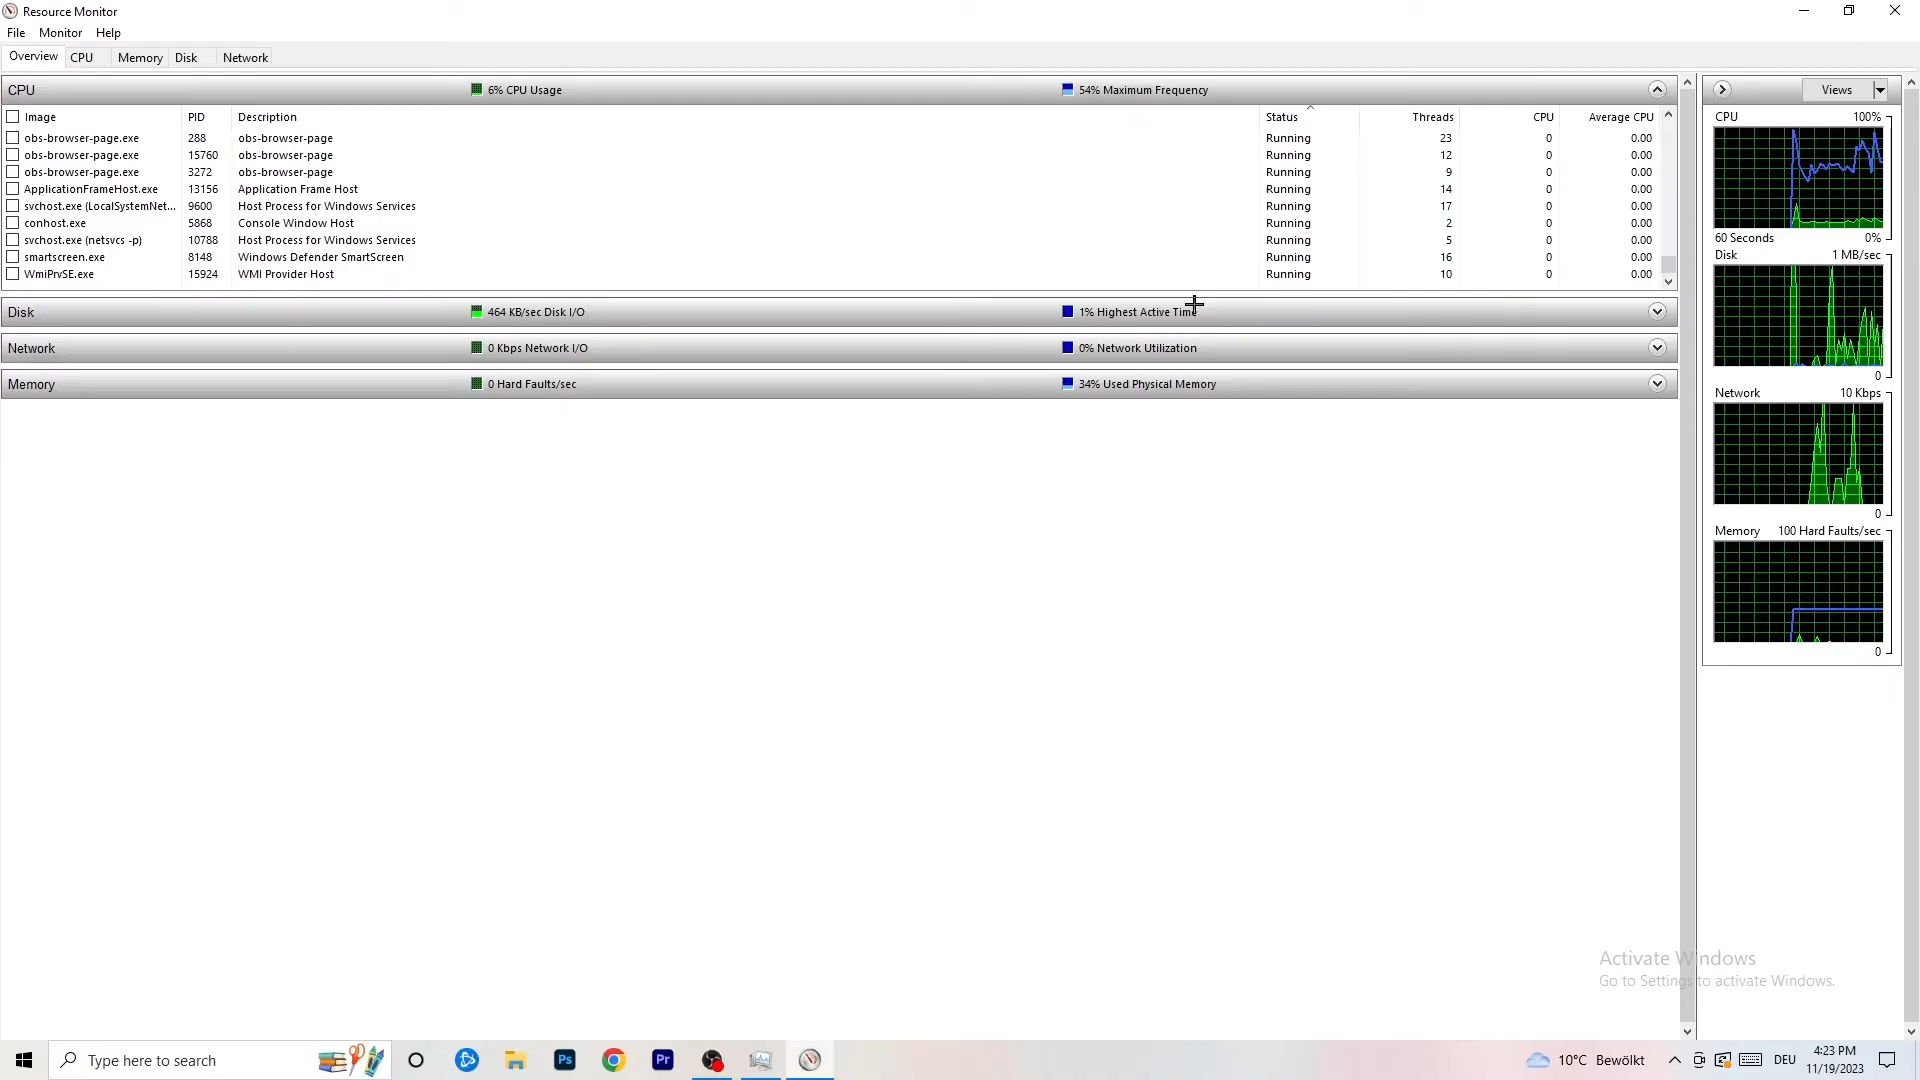 Resource Monitor
File Monitor Help
Overview CPU Memory Disk Network
CPU 6% CPU Usage 54% Maximum Frequency
Image PID Description Status Threads CPU Average CPU
obs-browser-page.exe 288 obs-browser-page Running 23 0 0.00
obs-browser-page.exe 15760 obs-browser-page Running 12 0 0.00
obs-browser-page.exe 3272 obs-browser-page Running 9 0 0.00
ApplicationFrameHost.exe 13156 Application Frame Host Running 14 0 0.00
svchost.exe (LocalSystemNet... 9600 Host Process for Windows Services Running 17 0 0.00
conhost.exe 5868 Console Window Host Running 2 0 0.00
svchost.exe (netsvcs -p) 10788 Host Process for Windows Services Running 5 0 0.00
smartscreen.exe 8148 Windows Defender SmartScreen Running 16 0 0.00
WmiPrvSE.exe 15924 WMI Provider Host Running 10 0 0.00
Disk 464 KB/sec Disk I/O 1% Highest Active Time
Network 0 Kbps Network I/O 0% Network Utilization
Memory 0 Hard Faults/sec 34% Used Physical Memory
Views
CPU 100%
60 Seconds 0%
Disk 1 MB/sec
0
Network 10 Kbps
0
Memory 100 Hard Faults/sec
0
Activate Windows
Go to Settings to activate Windows.
Type here to search
Ps
Pr
10°C Bewölkt
DEU
4:23 PM
11/19/2023